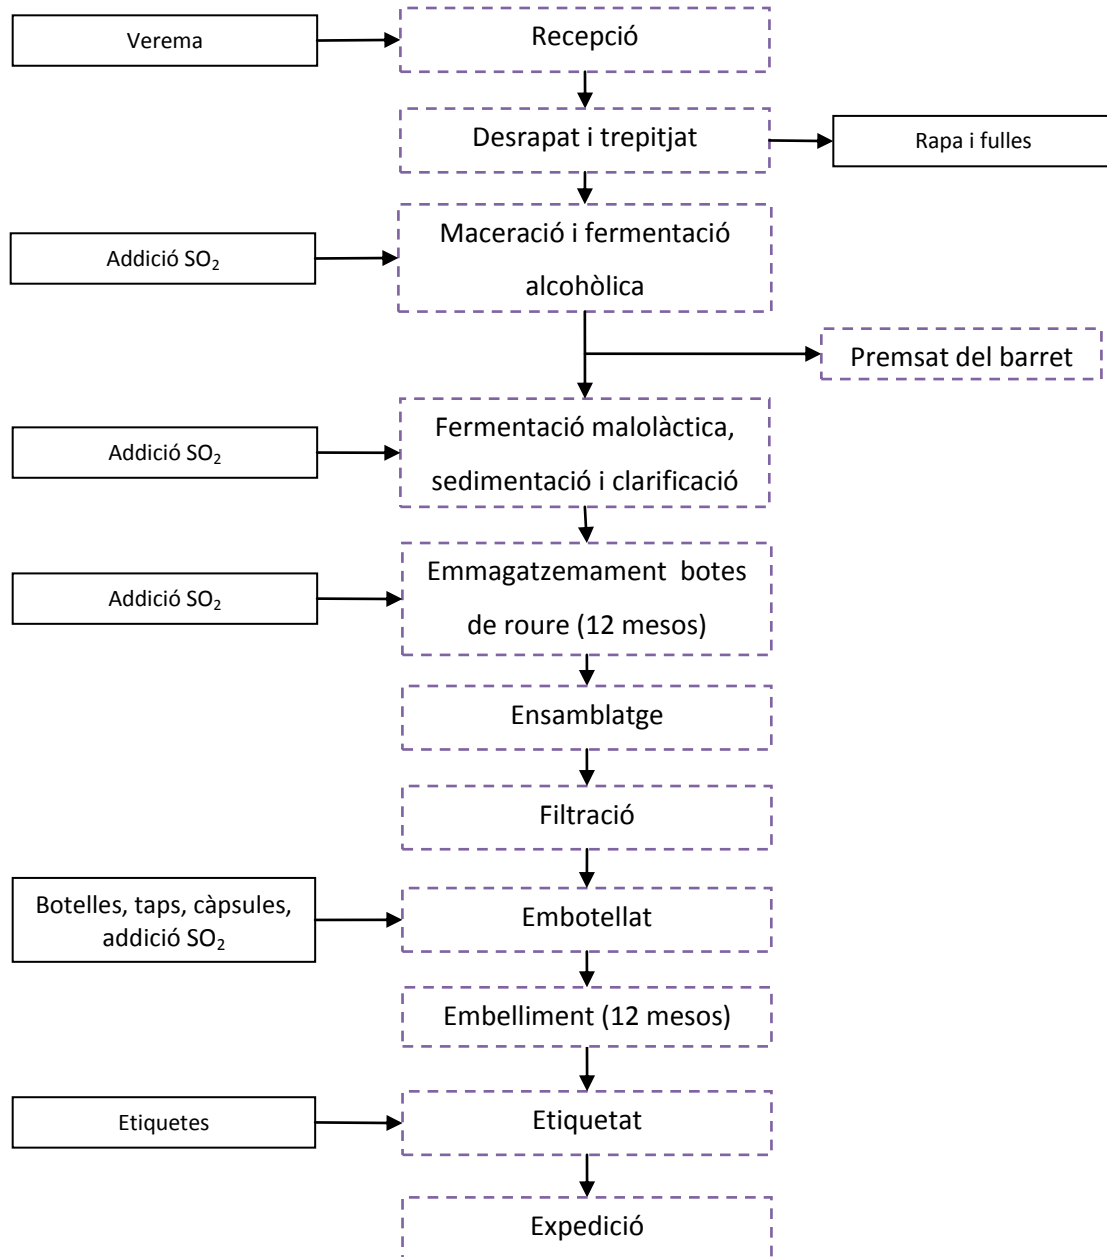 Verema
Recepció
Desrapat i trepitjat
Rapa i fulles
Addició SO₂
Maceració i fermentació
alcohòlica
Premsat del barret
Addició SO₂
Fermentació malolàctica,
sedimentació i clarificació
Addició SO₂
Emmagatzemament botes
de roure (12 mesos)
Ensamblatge
Filtració
Botelles, taps, càpsules,
addició SO₂
Embotellat
Embelliment (12 mesos)
Etiquetes
Etiquetat
Expedició